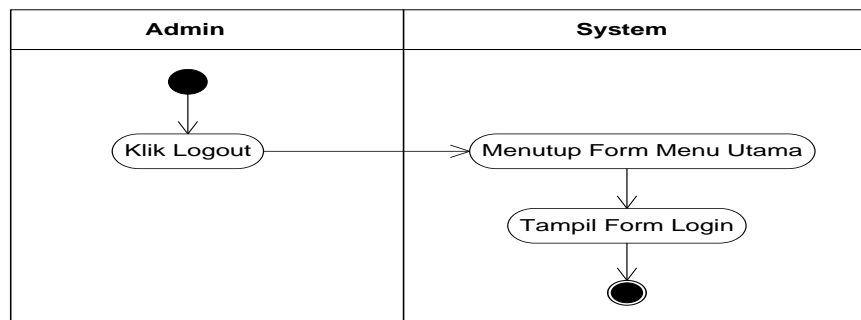 Admin
System
Klik Logout
Menutup Form Menu Utama
Tampil Form Login